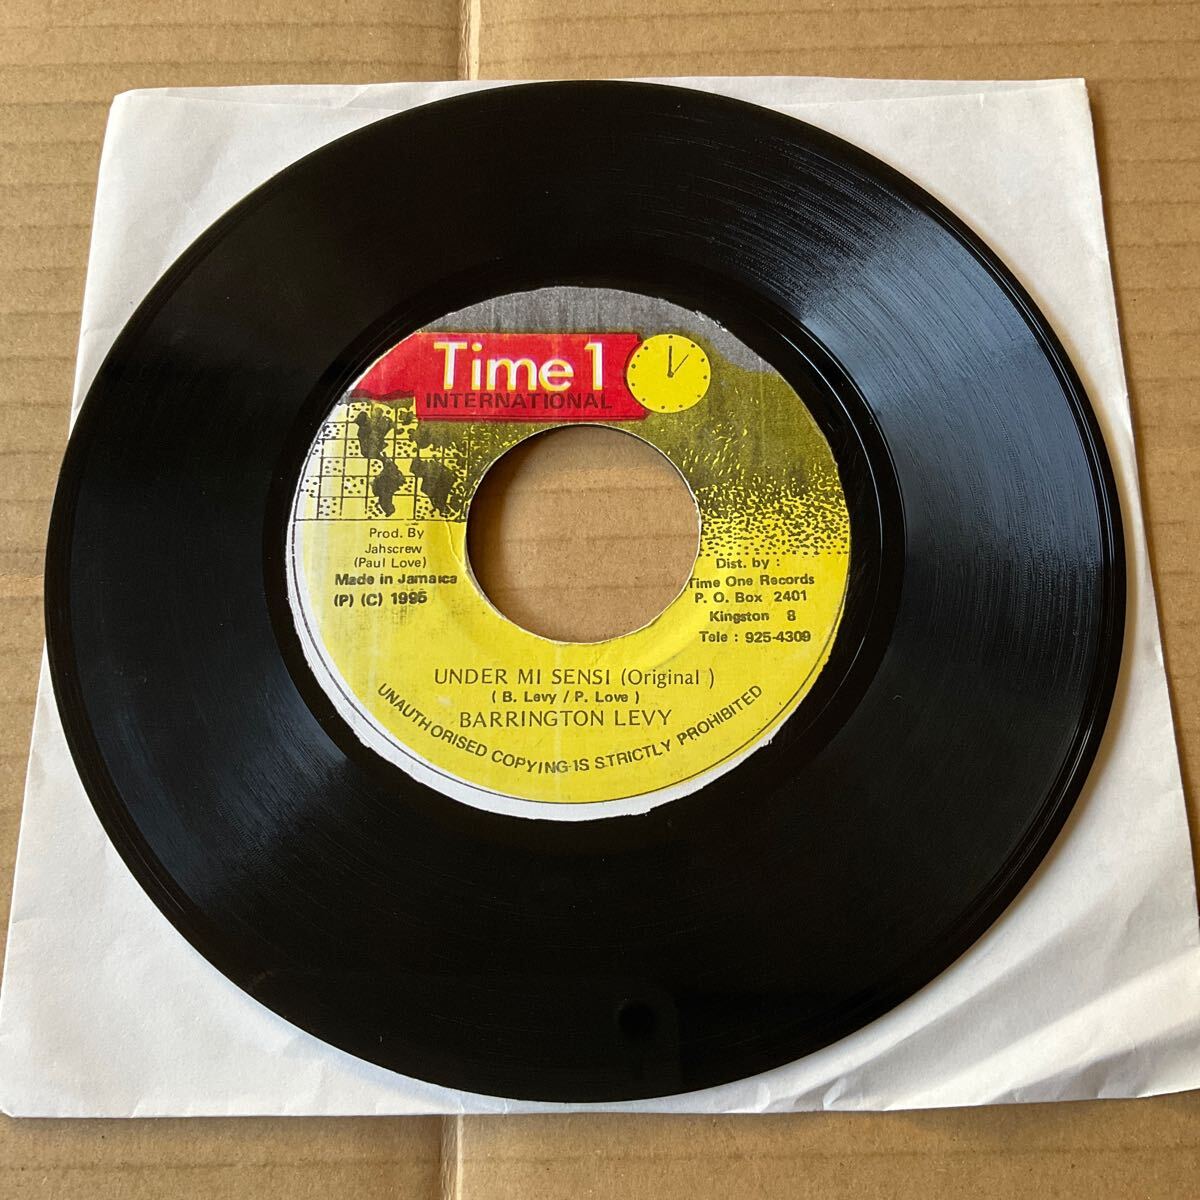 Time 1
INTERNATIONAL
Prod. By
Jahscrew
(Paul Love)
Made in Jamaica
(P) (C) 1995
Dist. by :
Time One Records
P. O. Box 2401
Kingston 8
Tele : 925-4309
UNDER MI SENSI (Original )
( B. Levy / P. Love )
BARRINGTON LEVY
UNAUTHORISED COPYING IS STRICTLY PROHIBITED